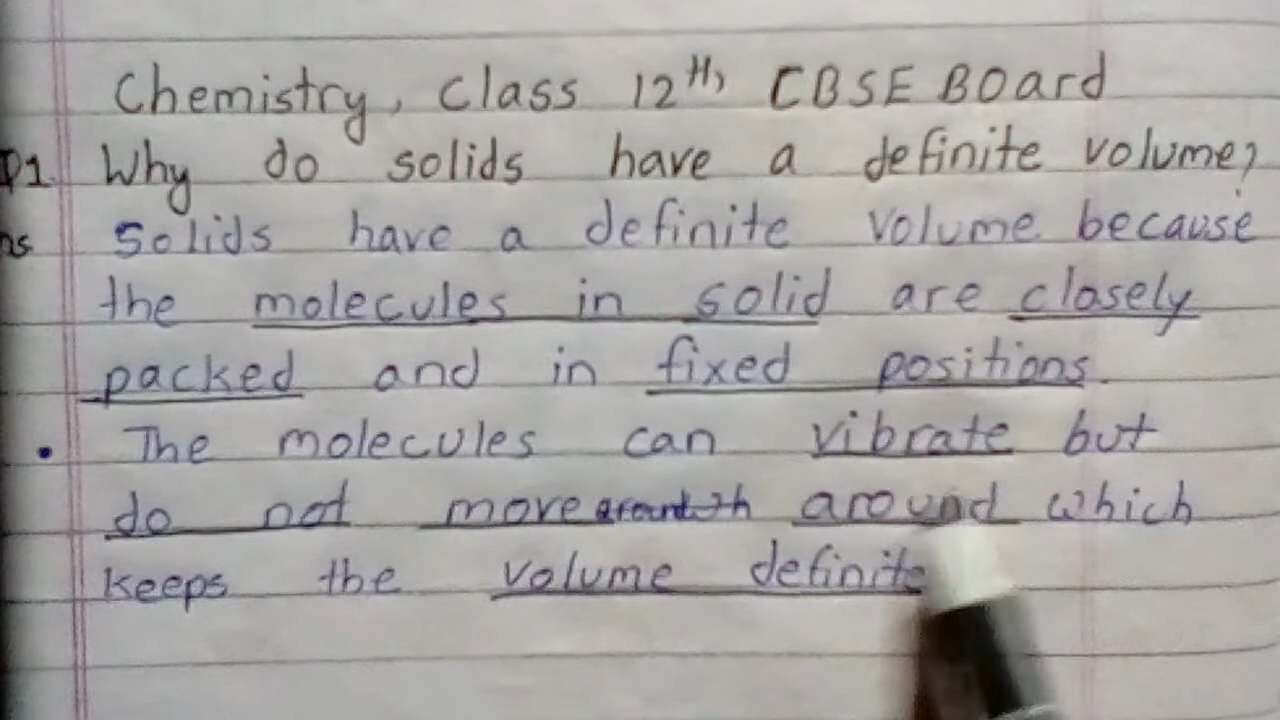 Chemistry, Class 12th, CBSE BOard
Q1. Why do solids have a definite volume?
ns Solids have a definite volume because
the molecules in solid are closely
packed and in fixed positions.
• The molecules can vibrate but
do not move around which
keeps the volume definite